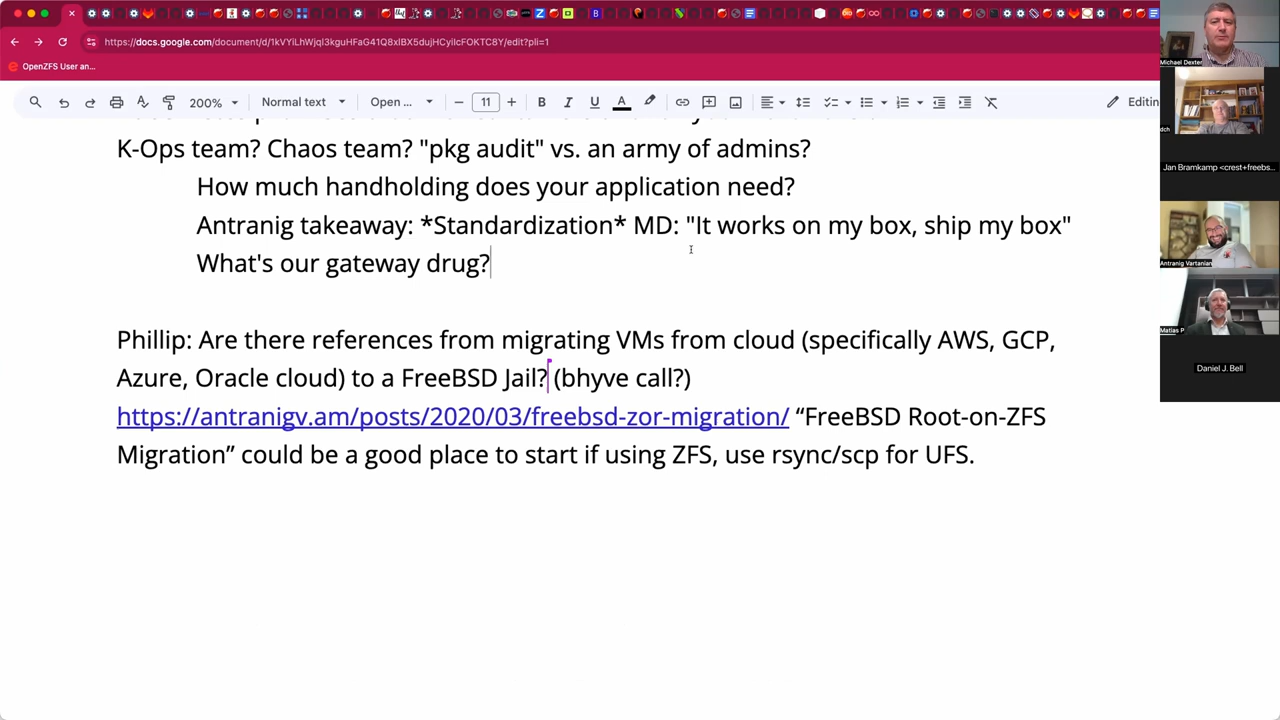 https://docs.google.com/document/d/1kVYiLhWjqI3kguHFaG41Q8xIBX5dujHCyiIcFOKTC8Y/edit?pli=1
OpenZFS User an...
200%
Normal text
Open ...
11
B
I
U
A
Editin
K-Ops team? Chaos team? "pkg audit" vs. an army of admins?
How much handholding does your application need?
Antranig takeaway: *Standardization* MD: "It works on my box, ship my box"
What's our gateway drug?
Phillip: Are there references from migrating VMs from cloud (specifically AWS, GCP,
Azure, Oracle cloud) to a FreeBSD Jail? (bhyve call?)
https://antranigv.am/posts/2020/03/freebsd-zor-migration/ “FreeBSD Root-on-ZFS
Migration” could be a good place to start if using ZFS, use rsync/scp for UFS.
Michael Dexter
dch
Jan Bramkamp <crest+freebs...
Antranig Vartanian
Matias P
Daniel J. Bell